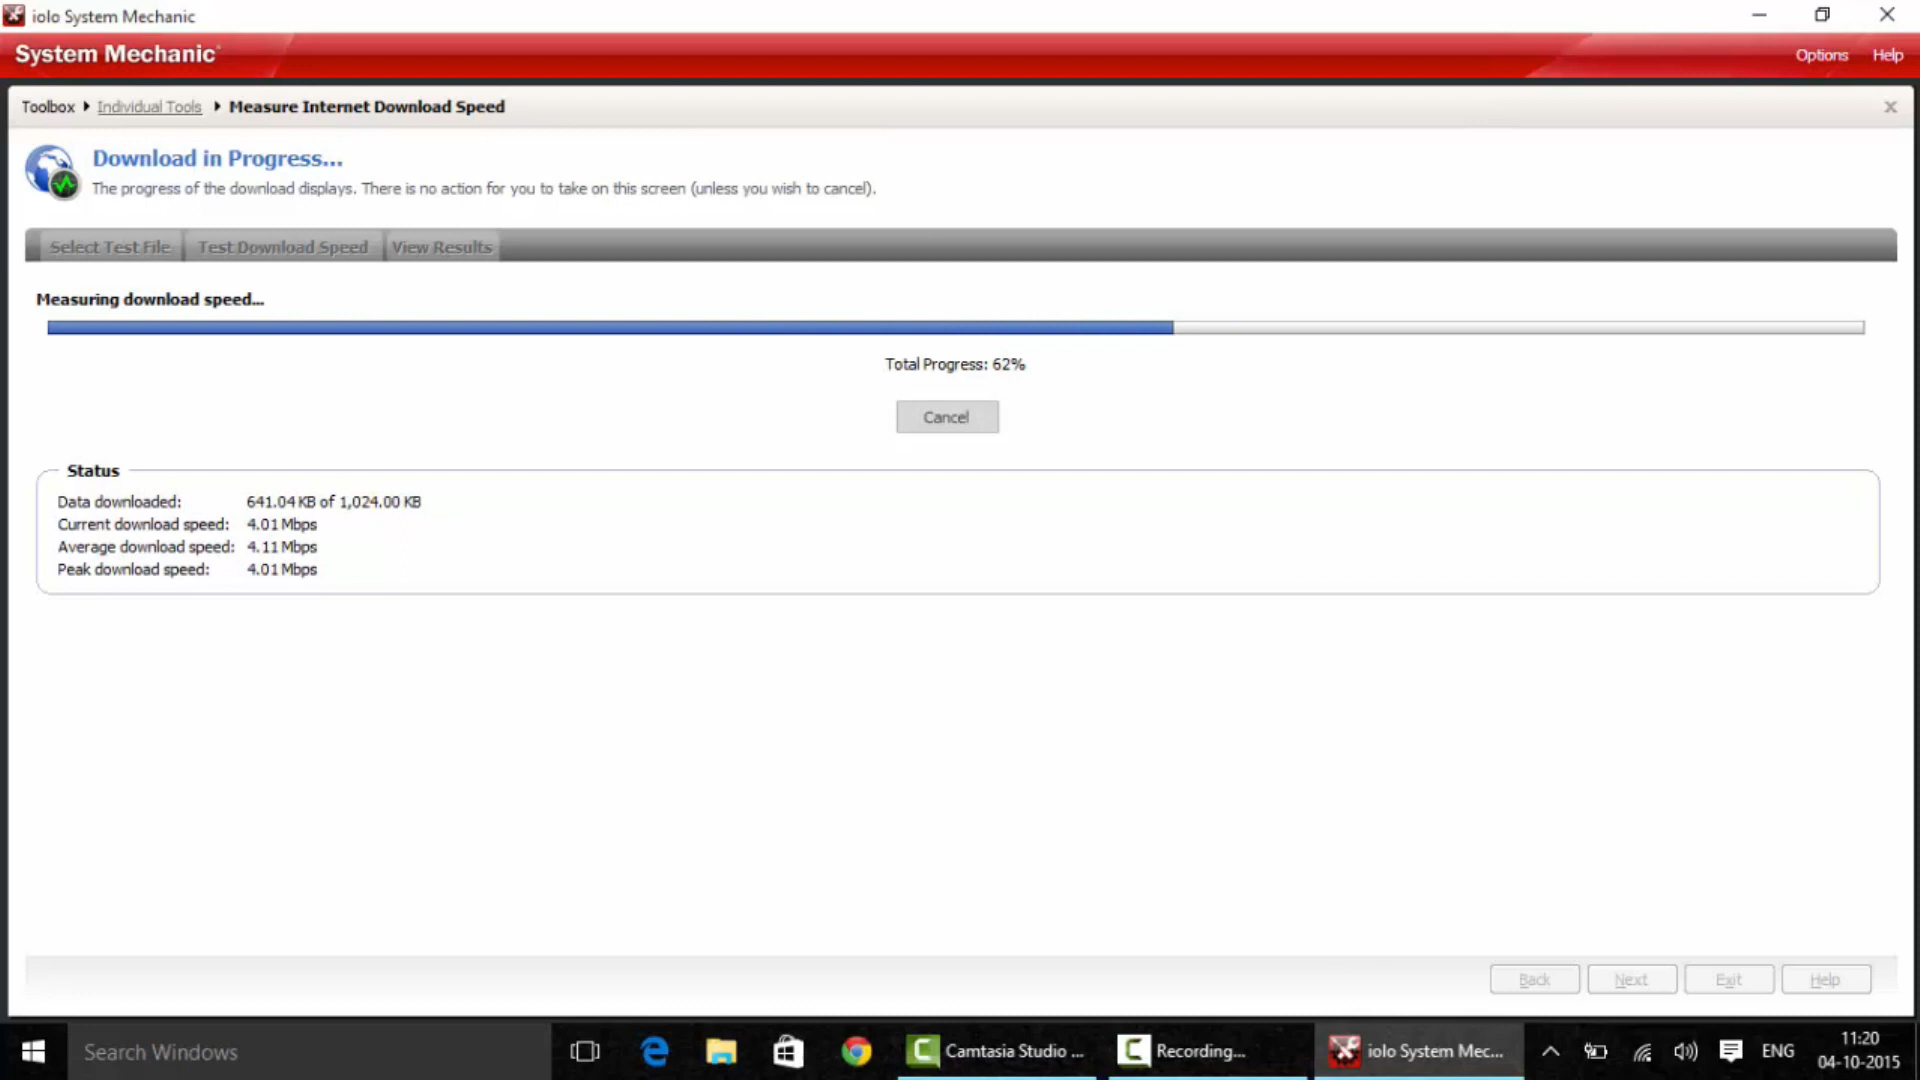 iolo System Mechanic
System Mechanic
Options Help
Toolbox Individual Tools Measure Internet Download Speed
Download in Progress...
The progress of the download displays. There is no action for you to take on this screen (unless you wish to cancel).
Select Test File Test Download Speed View Results
Measuring download speed...
Total Progress: 62%
Cancel
Status
Data downloaded: 641.04 KB of 1,024.00 KB
Current download speed: 4.01 Mbps
Average download speed: 4.11 Mbps
Peak download speed: 4.01 Mbps
Back Next Exit Help
Search Windows
Camtasia Studio ...
Recording...
iolo System Mec...
ENG
11:20
04-10-2015